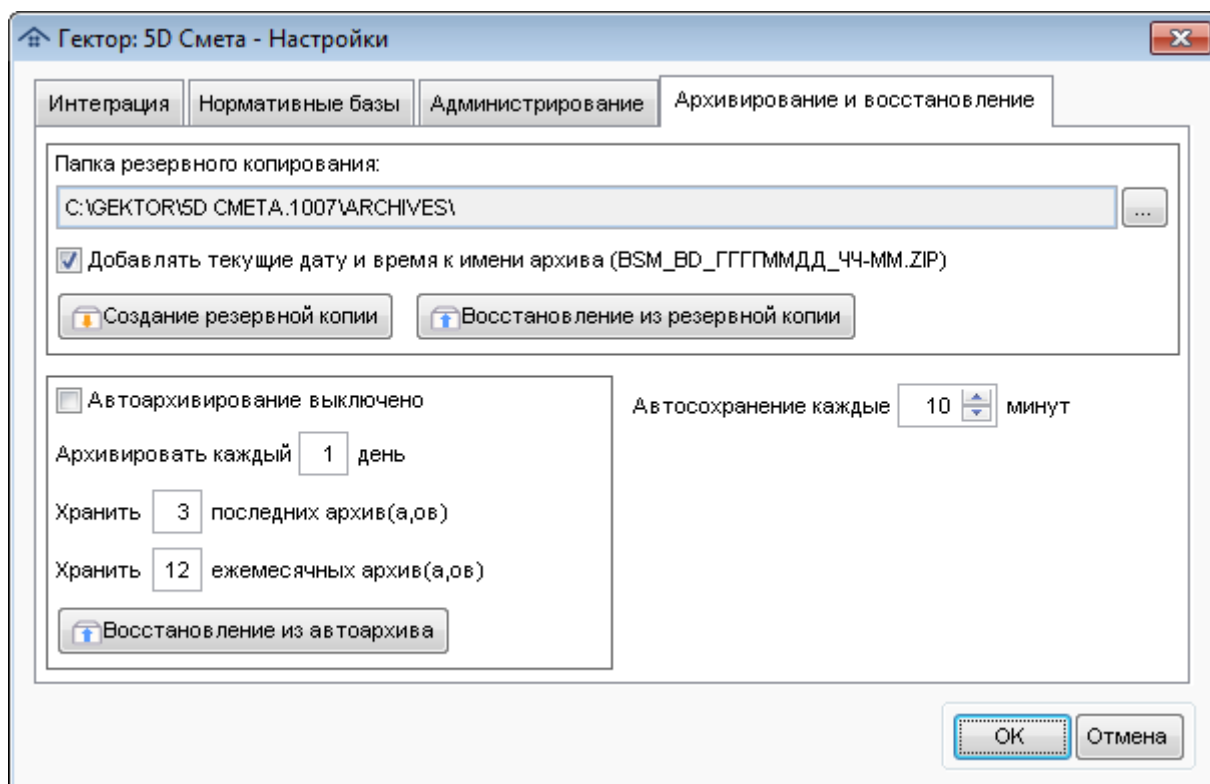 Гектор: 5D Смета - Настройки
Интеграция
Нормативные базы
Администрирование
Архивирование и восстановление
Папка резервного копирования:
C:\GEKTOR\5D СМЕТА.1007\ARCHIVES\
...
Добавлять текущие дату и время к имени архива (BSM_BD_ГГГГММДД_ЧЧ-ММ.ZIP)
Создание резервной копии
Восстановление из резервной копии
Автоархивирование выключено
Автосохранение каждые 10 минут
Архивировать каждый 1 день
Хранить 3 последних архив(а,ов)
Хранить 12 ежемесячных архив(а,ов)
Восстановление из автоархива
ОК
Отмена